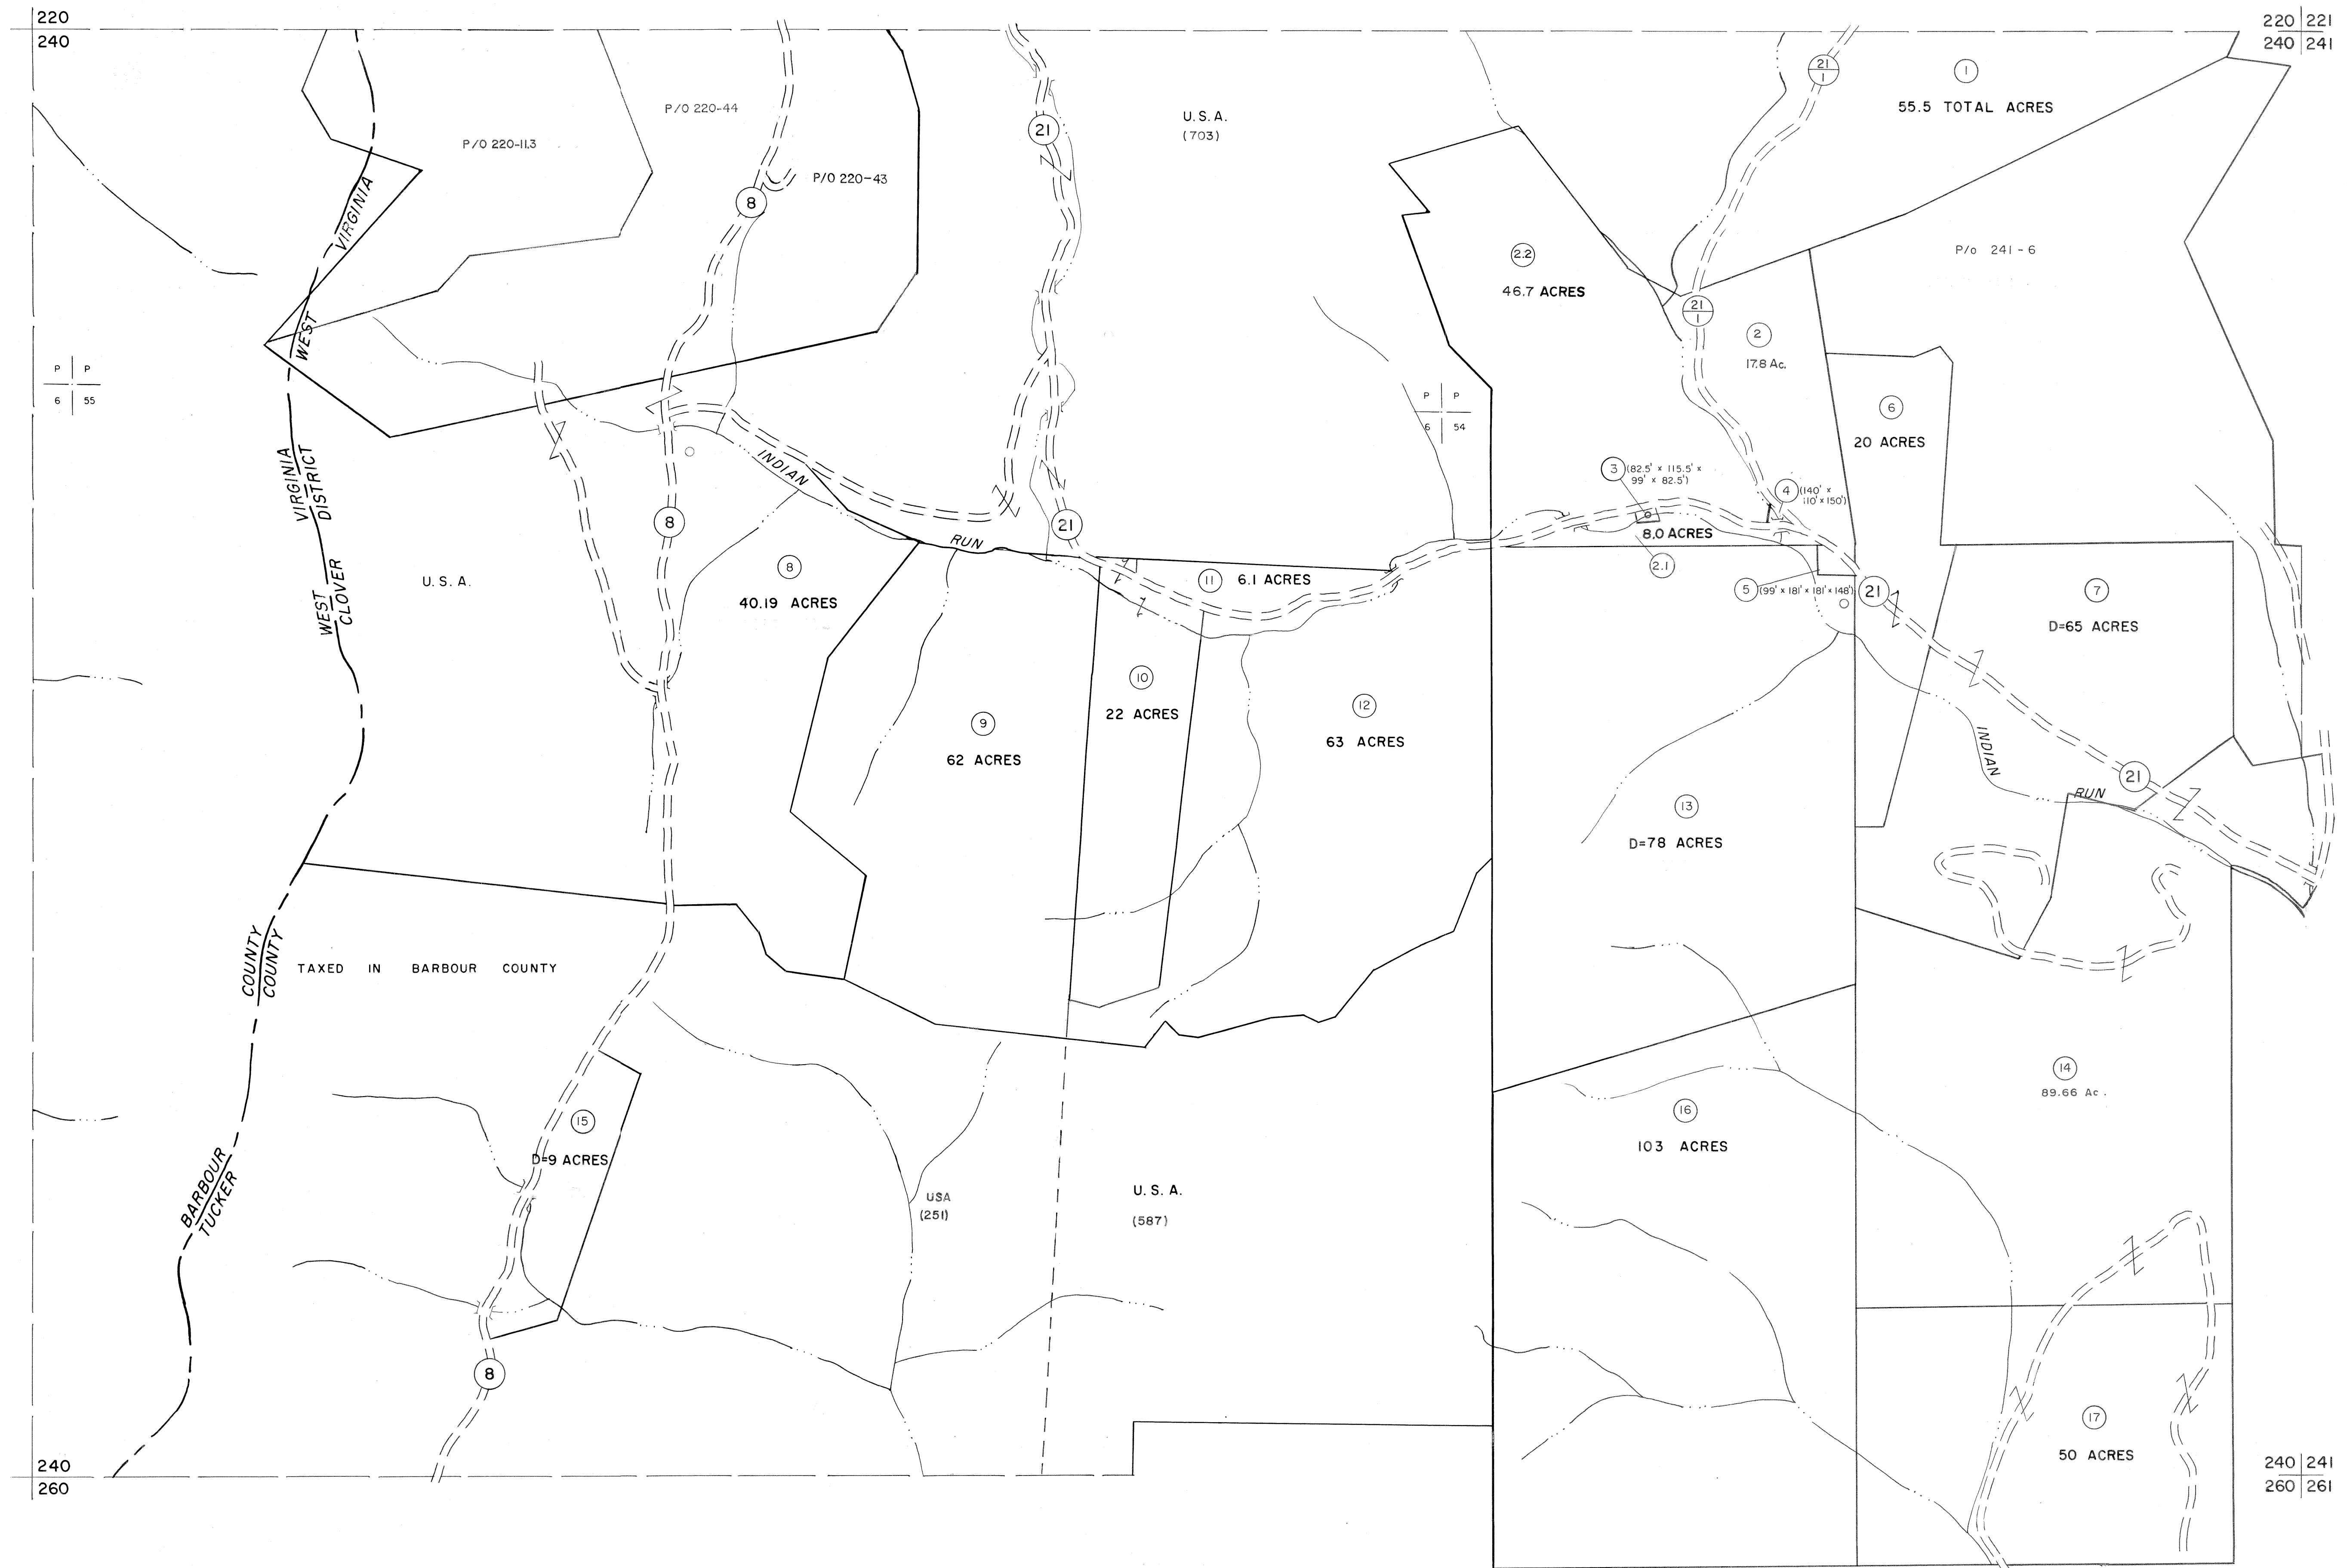 220
240
220 221
240 241
P/O 220-11.3
P/O 220-44
P/O 220-43
8
21
U.S.A.
(703)
21
1
1
55.5 TOTAL ACRES
P/o 241-6
2.2
46.7 ACRES
21
1
2
17.8 Ac.
WEST VIRGINIA
P P
6 55
P P
6 54
6
20 ACRES
3 (82.5' x 115.5' x
99' x 82.5')
4 (140' x
110' x 150')
8.0 ACRES
2.1
5 (99' x 181' x 181' x 148')
21
7
D=65 ACRES
WEST VIRGINIA
CLOVER DISTRICT
U.S.A.
8
INDIAN RUN
21
8
40.19 ACRES
11 6.1 ACRES
9
62 ACRES
10
22 ACRES
12
63 ACRES
13
D=78 ACRES
INDIAN RUN
21
TAXED IN BARBOUR COUNTY
BARBOUR COUNTY
TUCKER COUNTY
15
D=9 ACRES
USA
(251)
U.S.A.
(587)
16
103 ACRES
14
89.66 Ac.
8
17
50 ACRES
240
260
240 241
260 261